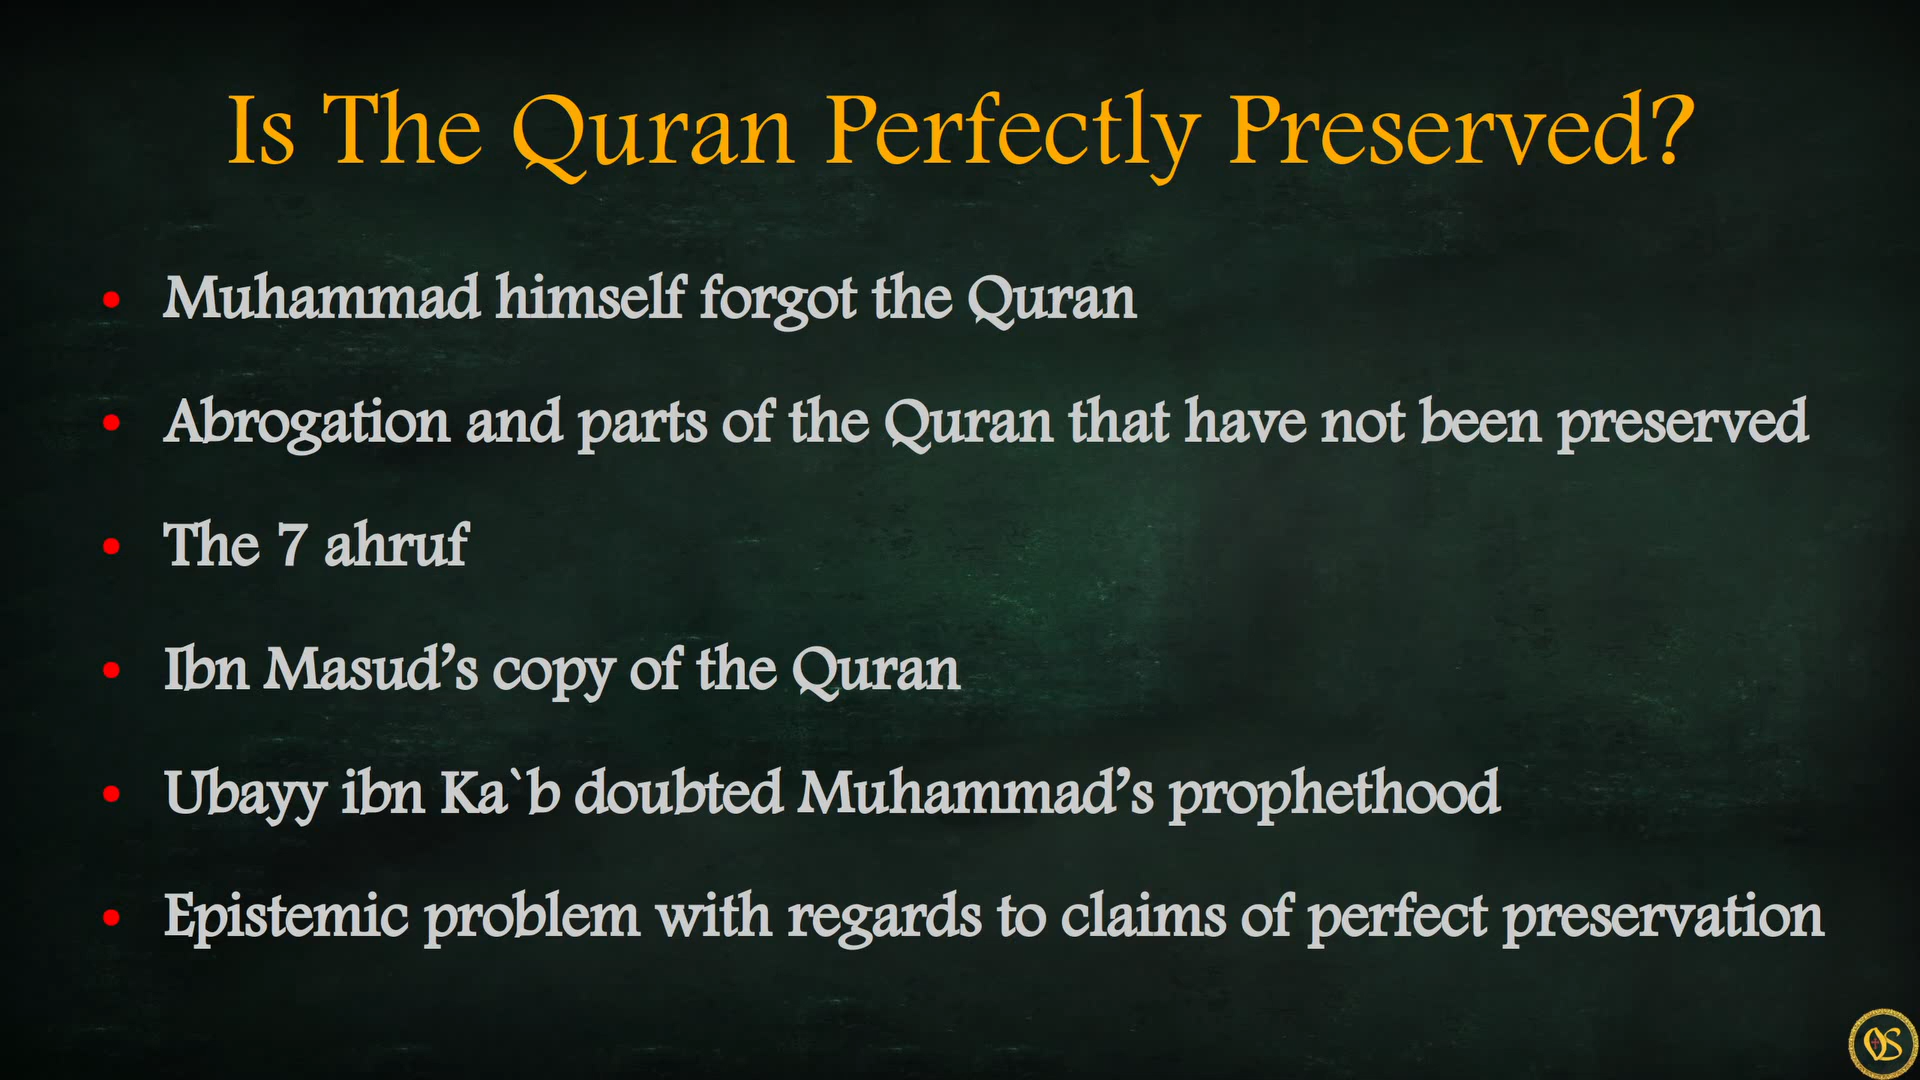 Is The Quran Perfectly Preserved?
• Muhammad himself forgot the Quran
• Abrogation and parts of the Quran that have not been preserved
• The 7 ahruf
• Ibn Masud’s copy of the Quran
• Ubayy ibn Ka`b doubted Muhammad’s prophethood
• Epistemic problem with regards to claims of perfect preservation